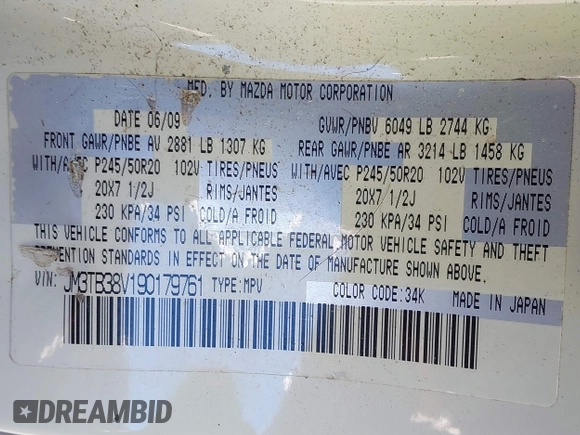 MFD. BY MAZDA MOTOR CORPORATION
DATE 06/09 GVWR/PNBV 6049 LB 2744 KG
FRONT GAWR/PNBE AV 2881 LB 1307 KG REAR GAWR/PNBE AR 3214 LB 1458 KG
WITH/AVEC P245/50R20 102V TIRES/PNEUS WITH/AVEC P245/50R20 102V TIRES/PNEUS
20X7 1/2J RIMS/JANTES 20X7 1/2J RIMS/JANTES
230 KPA/34 PSI COLD/A FROID 230 KPA/34 PSI COLD/A FROID
THIS VEHICLE CONFORMS TO ALL APPLICABLE FEDERAL MOTOR VEHICLE SAFETY AND THEFT
PREVENTION STANDARDS IN EFFECT ON THE DATE OF MANUFACTURE SHOWN ABOVE.
VIN: JM3TB38V190179761 TYPE:MPV COLOR CODE:34K MADE IN JAPAN
DREAMBID